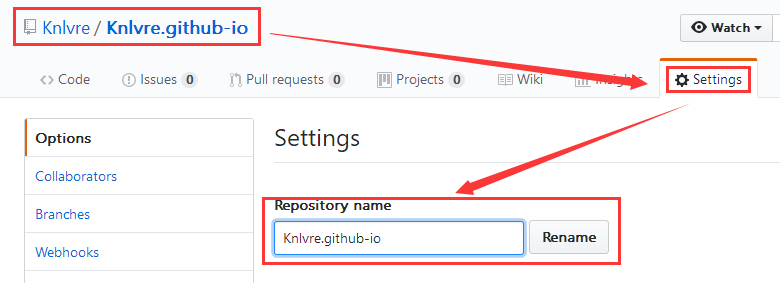 Knlvre / Knlvre.github-io
Watch
Code Issues 0 Pull requests 0 Projects 0 Wiki Insights Settings
Options
Collaborators
Branches
Webhooks
Settings
Repository name
Knlvre.github-io Rename